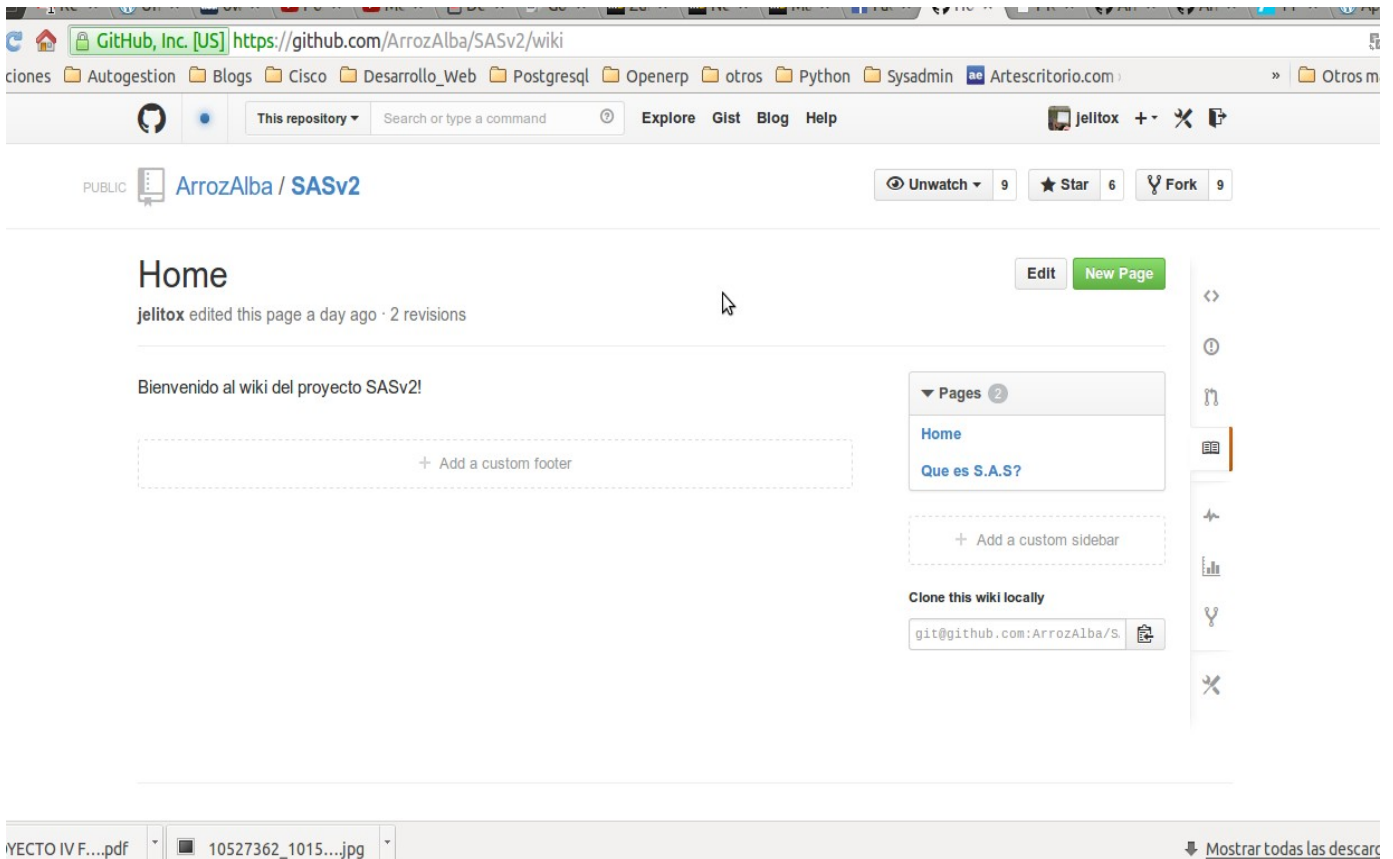 GitHub, Inc. [US] https://github.com/ArrozAlba/SASv2/wiki
ciones Autogestion Blogs Cisco Desarrollo_Web Postgresql Openerp otros Python Sysadmin ae Artescritorio.com » Otros m
This repository Search or type a command Explore Gist Blog Help jelitox
PUBLIC ArrozAlba / SASv2 Unwatch 9 Star 6 Fork 9
Home Edit New Page
jelitox edited this page a day ago · 2 revisions
Bienvenido al wiki del proyecto SASv2!
Pages 2
Home
+ Add a custom footer
Que es S.A.S?
+ Add a custom sidebar
Clone this wiki locally
git@github.com:ArrozAlba/S
YECTO IV F....pdf 10527362_1015....jpg Mostrar todas las descarg